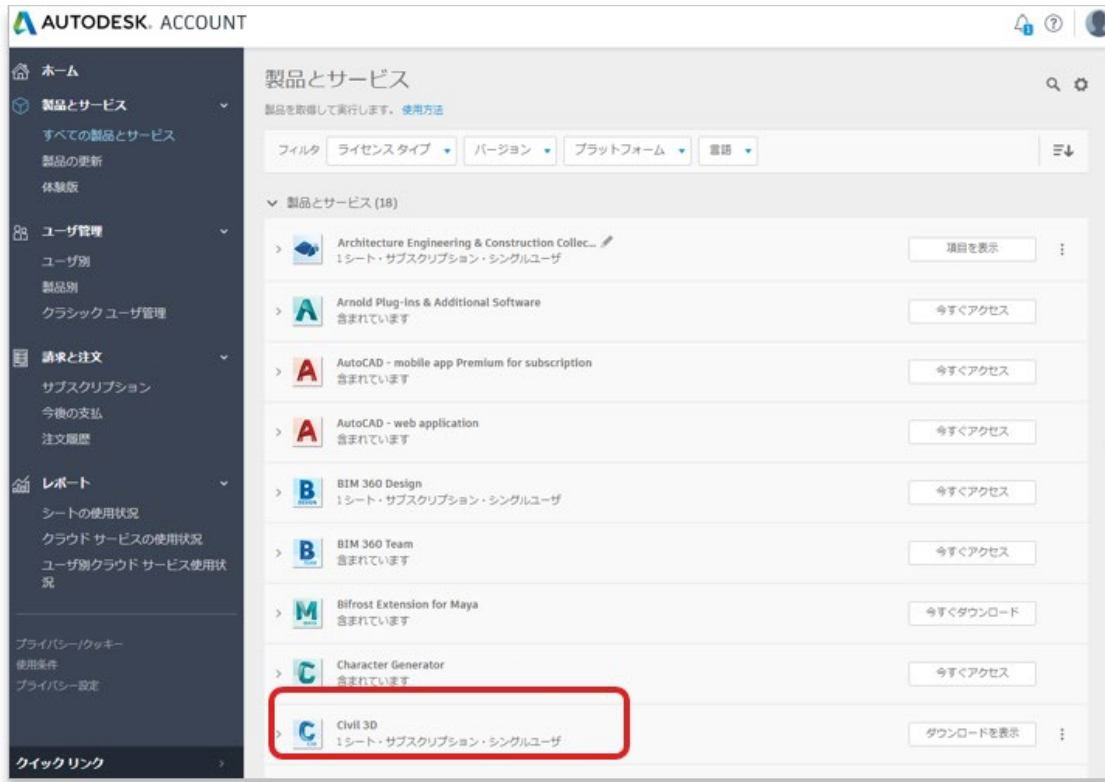 AUTODESK. ACCOUNT
1
ホーム
製品とサービス
すべての製品とサービス
製品の更新
体験版
ユーザ管理
ユーザ別
製品別
クラシック ユーザ管理
請求と注文
サブスクリプション
今後の支払
注文履歴
レポート
シートの使用状況
クラウド サービスの使用状況
ユーザ別クラウド サービス使用状
況
プライバシー/クッキー
使用条件
プライバシー設定
クイック リンク
製品とサービス
製品を取得して実行します。 使用方法
フィルタ ライセンス タイプ バージョン プラットフォーム 言語
製品とサービス (18)
Architecture Engineering & Construction Collec...
1 シート・サブスクリプション・シングルユーザ
項目を表示
Arnold Plug-ins & Additional Software
含まれています
今すぐアクセス
AutoCAD - mobile app Premium for subscription
含まれています
今すぐアクセス
AutoCAD - web application
含まれています
今すぐアクセス
BIM 360 Design
1 シート・サブスクリプション・シングルユーザ
今すぐアクセス
BIM 360 Team
含まれています
今すぐアクセス
Bifrost Extension for Maya
含まれています
今すぐダウンロード
Character Generator
含まれています
今すぐアクセス
Civil 3D
1 シート・サブスクリプション・シングルユーザ
ダウンロードを表示